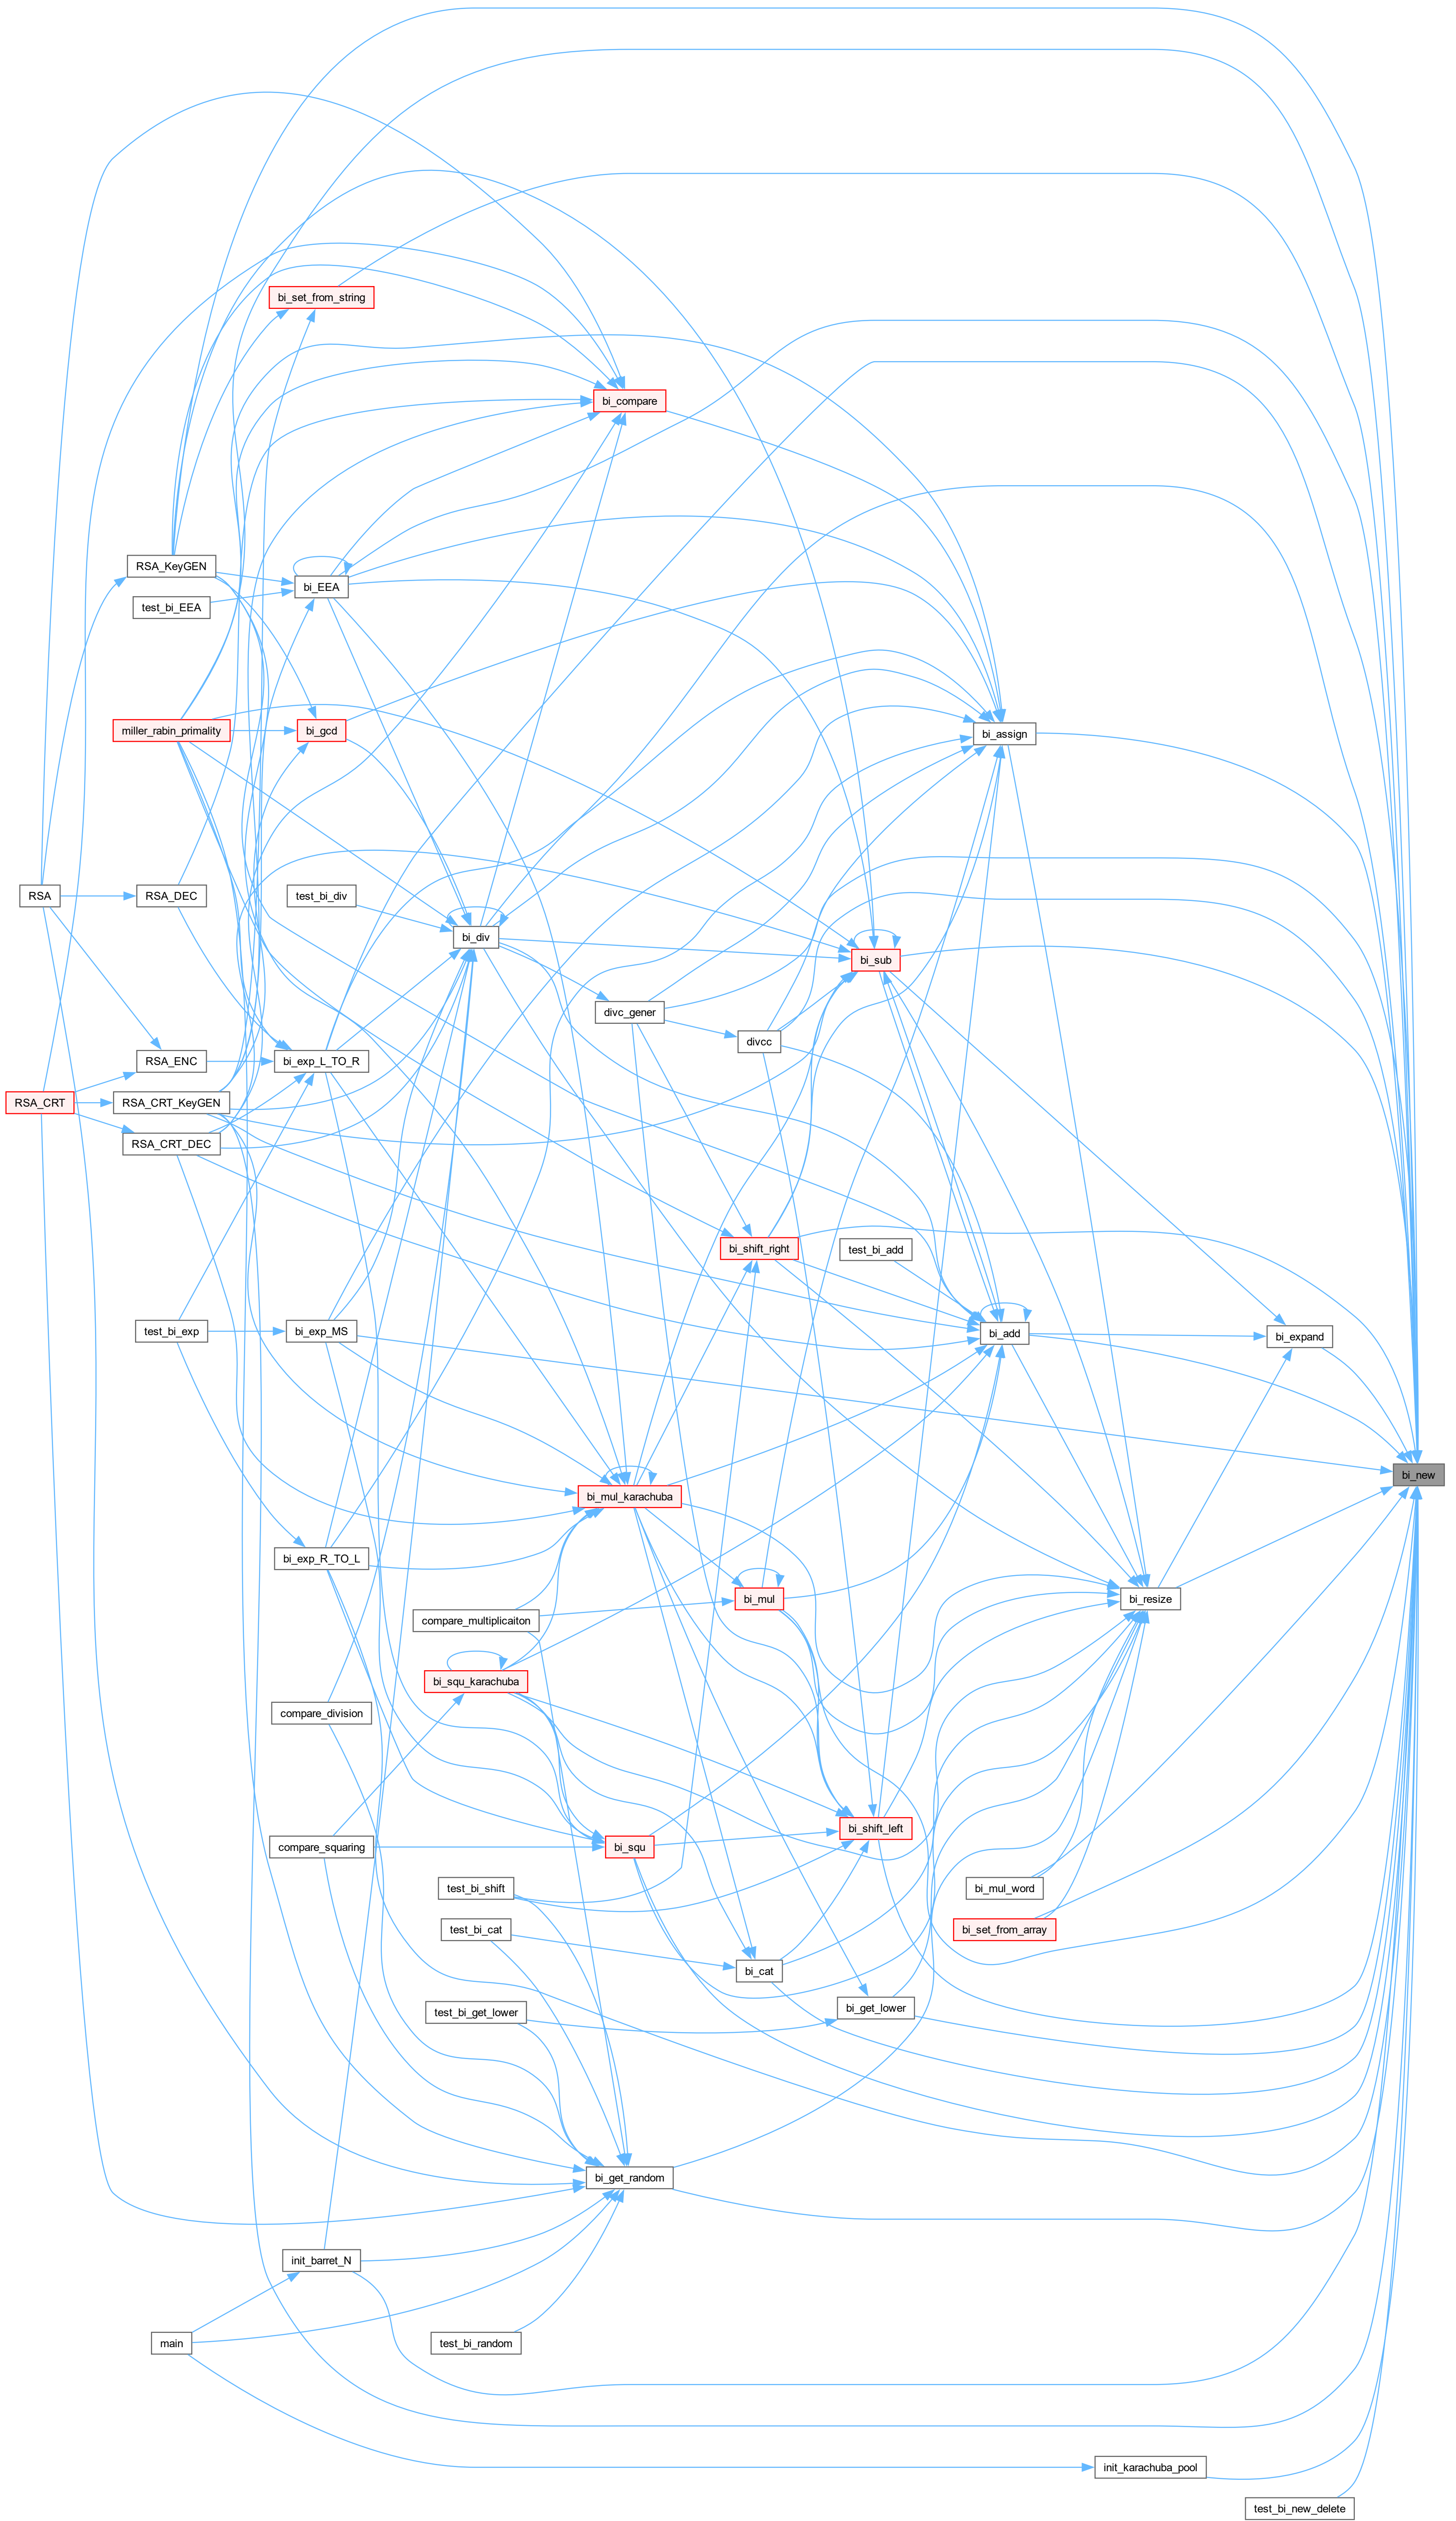 bi_set_from_string
bi_compare
RSA_KeyGEN
bi_EEA
test_bi_EEA
miller_rabin_primality
bi_gcd
bi_assign
RSA
RSA_DEC
test_bi_div
bi_div
bi_sub
divc_gener
divcc
RSA_ENC
bi_exp_L_TO_R
RSA_CRT
RSA_CRT_KeyGEN
RSA_CRT_DEC
bi_shift_right
test_bi_add
test_bi_exp
bi_exp_MS
bi_add
bi_expand
bi_new
bi_mul_karachuba
bi_exp_R_TO_L
bi_mul
bi_resize
compare_multiplicaiton
bi_squ_karachuba
compare_division
bi_shift_left
compare_squaring
bi_squ
test_bi_shift
bi_mul_word
test_bi_cat
bi_set_from_array
bi_cat
test_bi_get_lower
bi_get_lower
bi_get_random
init_barret_N
main
test_bi_random
init_karachuba_pool
test_bi_new_delete